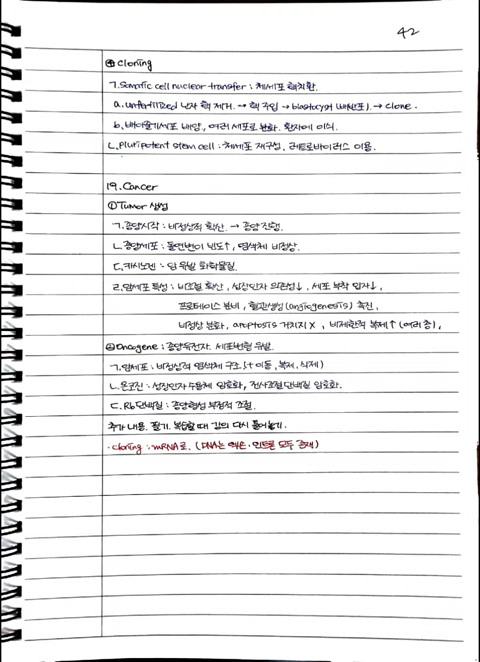 42
④ Cloning
ㄱ. Somatic cell nuclear transfer : 체세포 핵치환.
a. unfertilized 난자 핵 제거. → 핵 주입 → blastocyst (배반포). → clone.
b. 배아줄기세포 배양, 여러 세포로 분화. 환자에 이식.
ㄴ. Pluripotent stem cell : 체세포 재구성, 레트로바이러스 이용.
19. Cancer
① Tumor 생성
ㄱ. 종양시작 : 비정상적 확산. → 종양 진행.
ㄴ. 종양세포 : 돌연변이 빈도↑, 염색체 비정상.
ㄷ. 카시노젠 : 암 유발 화학물질.
ㄹ. 암세포 특성 : 비조절 확산, 성장인자 의존성↓, 세포 부착 인자↓,
프로테이스 분비, 혈관생성 (angiogenesis) 촉진,
비정상 분화, apoptosis 거치지 X, 비제한적 복제↑ (여러 층),
② Oncogene : 종양유전자. 세포변형 유발.
ㄱ. 암세포 : 비정상적 염색체 구조 (이동, 복제, 삭제)
ㄴ. 온코진 : 성장인자 수용체 암호화, 전사조절단백질 암호화.
ㄷ. Rb단백질 : 종양형성 부정적 조절.
추가 내용. 필기. 복습할 때 강의 다시 틀어놓기.
· cloning : mRNA로. (DNA는 엑손·인트론 모두 존재)